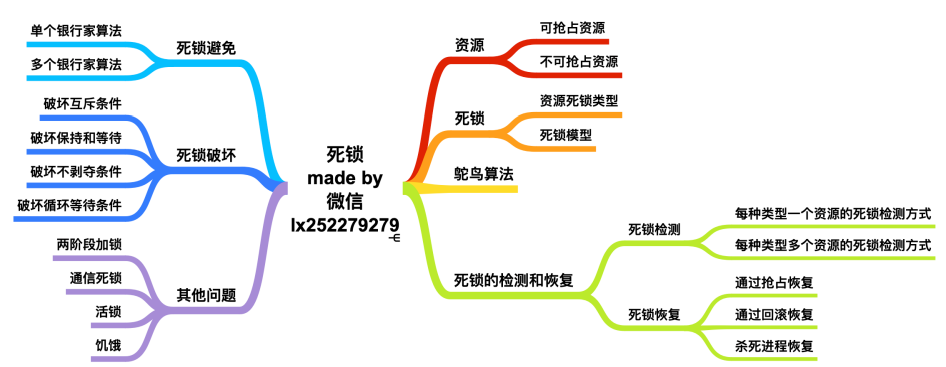 死锁
made by
微信
lx252279279
资源
可抢占资源
不可抢占资源
死锁
资源死锁类型
死锁模型
鸵鸟算法
死锁的检测和恢复
死锁检测
每种类型一个资源的死锁检测方式
每种类型多个资源的死锁检测方式
死锁恢复
通过抢占恢复
通过回滚恢复
杀死进程恢复
死锁避免
单个银行家算法
多个银行家算法
死锁破坏
破坏互斥条件
破坏保持和等待
破坏不剥夺条件
破坏循环等待条件
其他问题
两阶段加锁
通信死锁
活锁
饥饿